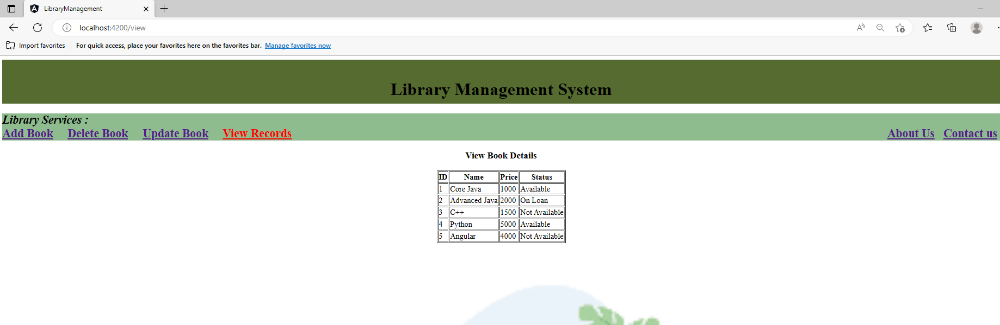 LibraryManagement
localhost:4200/view
Import favorites For quick access, place your favorites here on the favorites bar. Manage favorites now
Library Management System
Library Services :
Add Book Delete Book Update Book View Records About Us Contact us
View Book Details
ID Name Price Status
1 Core Java 1000 Available
2 Advanced Java 2000 On Loan
3 C++ 1500 Not Available
4 Python 5000 Available
5 Angular 4000 Not Available